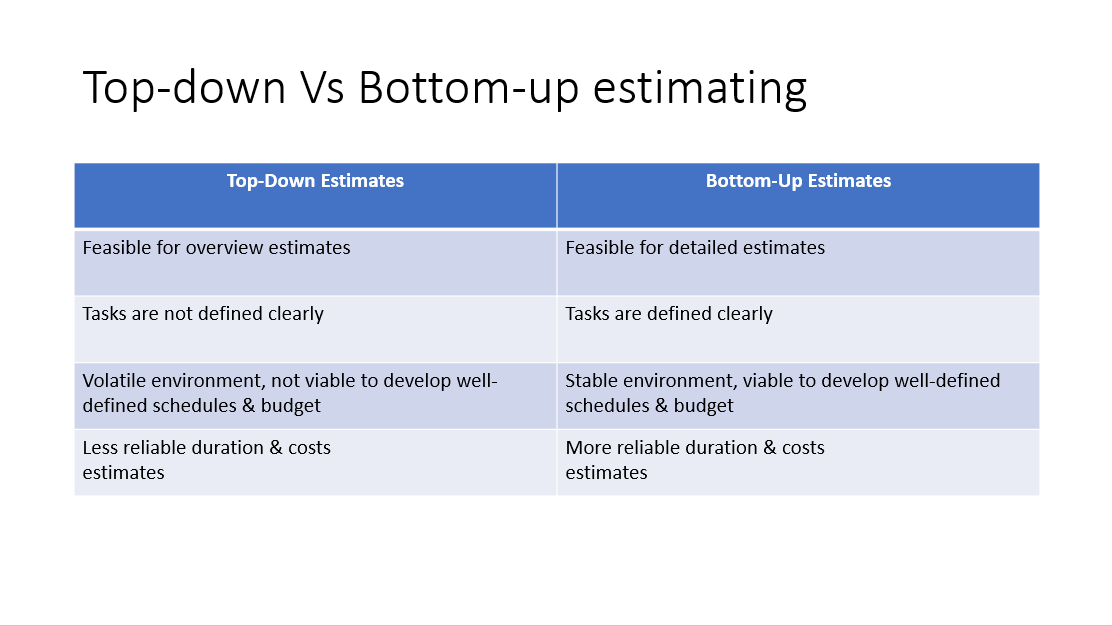 Top-down Vs Bottom-up estimating
Top-Down Estimates
Bottom-Up Estimates
Feasible for overview estimates
Feasible for detailed estimates
Tasks are not defined clearly
Tasks are defined clearly
Volatile environment, not viable to develop well-
defined schedules & budget
Stable environment, viable to develop well-defined
schedules & budget
Less reliable duration & costs
estimates
More reliable duration & costs
estimates